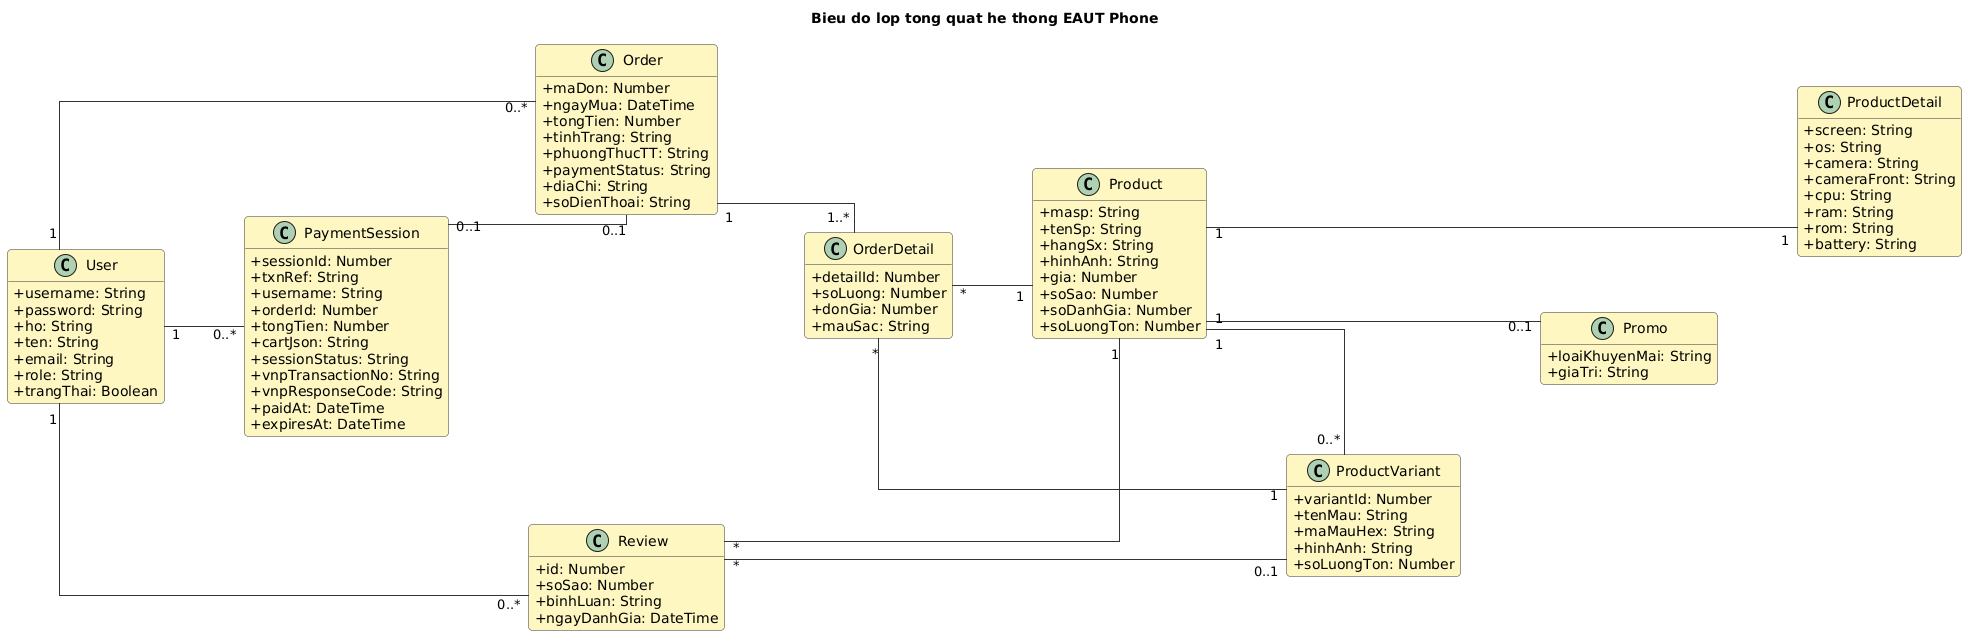 Bieu do lop tong quat he thong EAUT Phone
C Order
+maDon: Number
+ngayMua: DateTime
+tongTien: Number
+tinhTrang: String
+phuongThucTT: String
+paymentStatus: String
+diaChi: String
+soDienThoai: String
0..*
1
0..1
0..1
1
1..*
C ProductDetail
+screen: String
+os: String
+camera: String
+cameraFront: String
+cpu: String
+ram: String
+rom: String
+battery: String
C Product
+masp: String
+tenSp: String
+hangSx: String
+hinhAnh: String
+gia: Number
+soSao: Number
+soDanhGia: Number
+soLuongTon: Number
1
1
C PaymentSession
+sessionId: Number
+txnRef: String
+username: String
+orderId: Number
+tongTien: Number
+cartJson: String
+sessionStatus: String
+vnpTransactionNo: String
+vnpResponseCode: String
+paidAt: DateTime
+expiresAt: DateTime
C User
+username: String
+password: String
+ho: String
+ten: String
+email: String
+role: String
+trangThai: Boolean
1
0..*
C OrderDetail
+detailId: Number
+soLuong: Number
+donGia: Number
+mauSac: String
*
1
1
0..1
C Promo
+loaiKhuyenMai: String
+giaTri: String
1
0..*
*
1
1
1
C ProductVariant
+variantId: Number
+tenMau: String
+maMauHex: String
+hinhAnh: String
+soLuongTon: Number
C Review
+id: Number
+soSao: Number
+binhLuan: String
+ngayDanhGia: DateTime
*
*
0..1
0..*